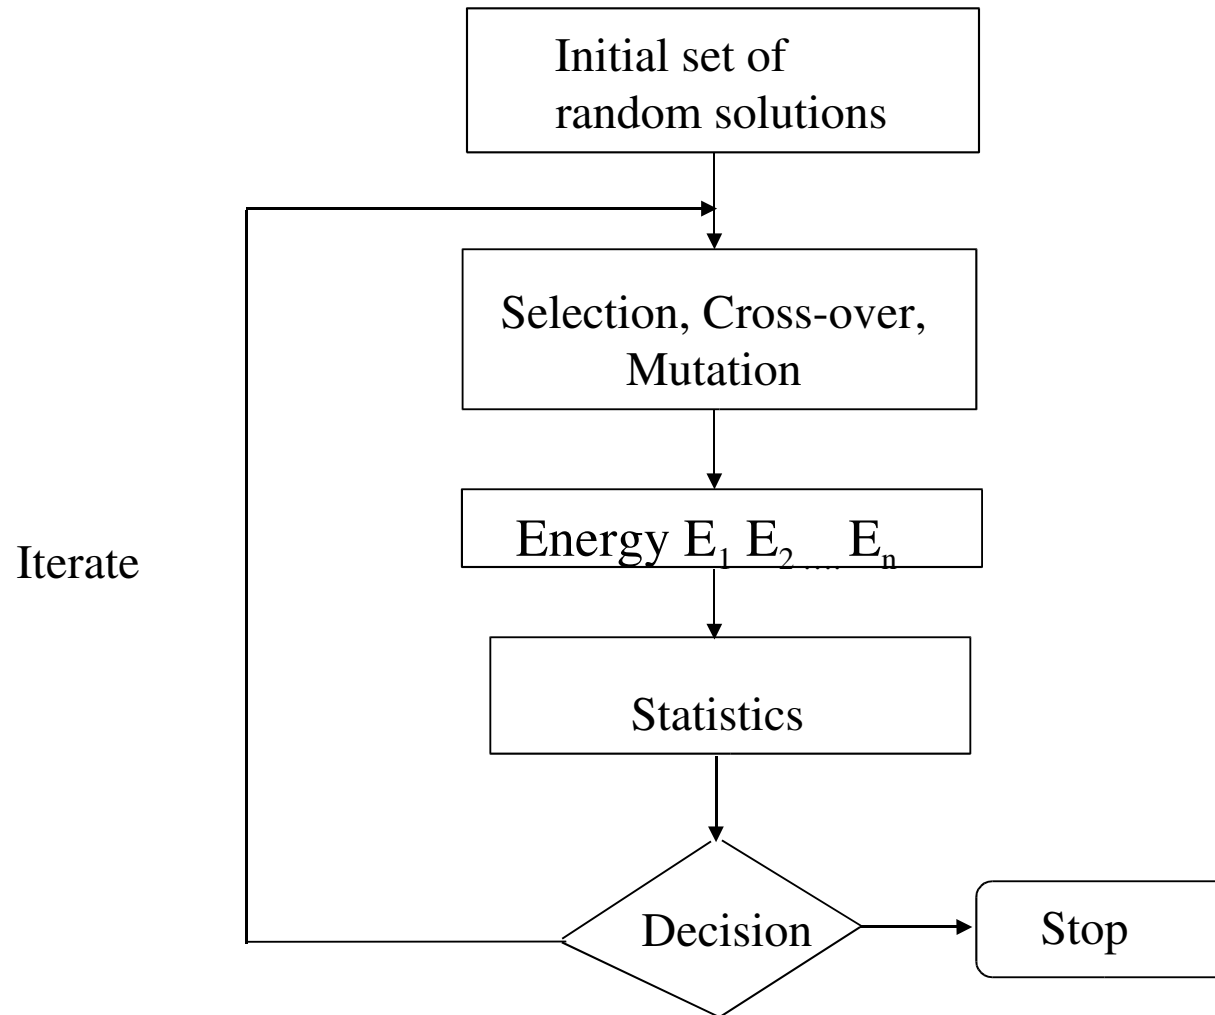 Initial set of
random solutions
Selection, Cross-over,
Mutation
Energy E₁ E₂ .... Eₙ
Iterate
Statistics
Decision
Stop